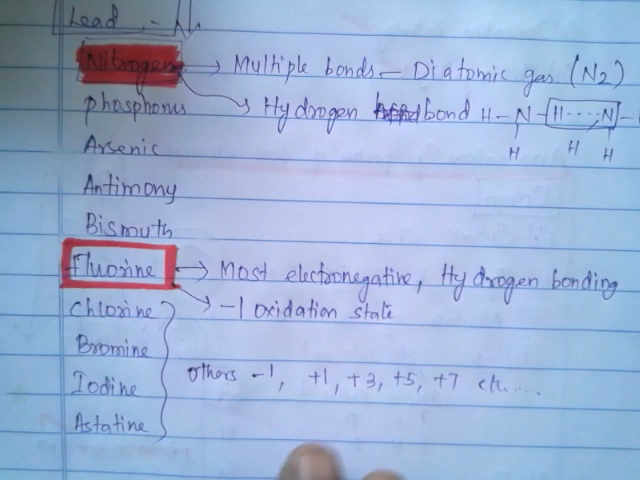 Lead
Nitrogen → Multiple bonds - Diatomic gas (N2)
phosphorus → Hydrogen bond H-N-H....N-
H H H
Arsenic
Antimony
Bismuth
Fluorine → Most electronegative, Hydrogen bonding
Chlorine → -1 oxidation state
Bromine
Iodine others -1, +1, +3, +5, +7 etc....
Astatine